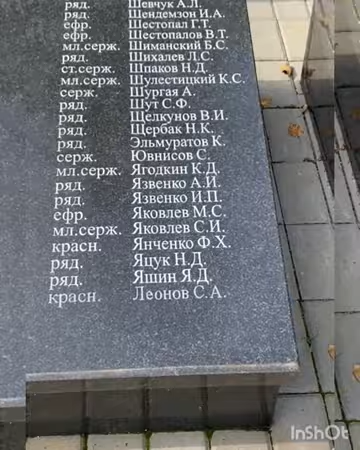 ряд. Шевчук А.Л.
ряд. Шендемзон И.А.
ефр. Шестопал Г.Т.
ряд. Шестопалов В.Т.
мл.серж. Шиманский Б.С.
ряд. Шихалев Л.С.
ст.серж. Шпаков Н.Д.
мл.серж. Шулестицкий К.С.
серж. Шургая А.
ряд. Шут С.Ф.
ряд. Щелкунов В.И.
ряд. Щербак Н.К.
ряд. Эльмуратов К.
серж. Ювнисов С.
мл.серж. Ягодкин К.Д.
ряд. Язвенко А.И.
ряд. Язвенко И.П.
ефр. Яковлев М.С.
мл.серж. Яковлев С.И.
красн. Янченко Ф.Х.
ряд. Яцук Н.Д.
ряд. Яшин Я.Д.
красн. Леонов С.А.
InShOt